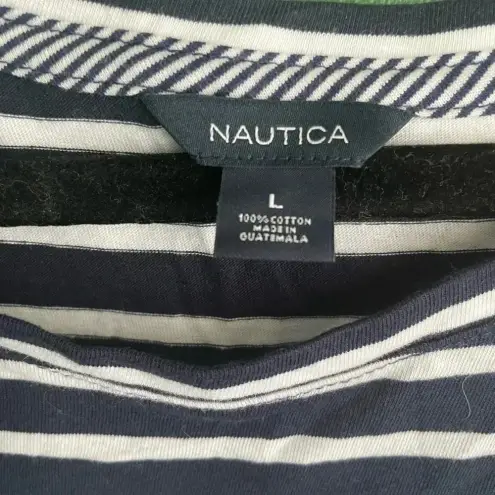 NAUTICA
L
100% COTTON
MADE IN
GUATEMALA